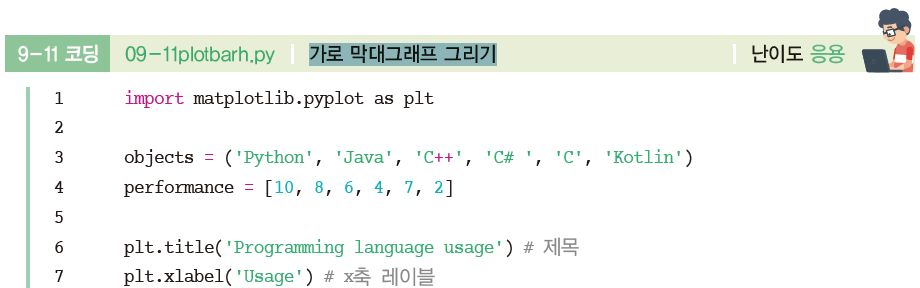 9-11 코딩 09-11plotbarh.py 가로 막대그래프 그리기 난이도 응용
1 import matplotlib.pyplot as plt
2
3 objects = ('Python', 'Java', 'C++', 'C# ', 'C', 'Kotlin')
4 performance = [10, 8, 6, 4, 7, 2]
5
6 plt.title('Programming language usage') # 제목
7 plt.xlabel('Usage') # x축 레이블